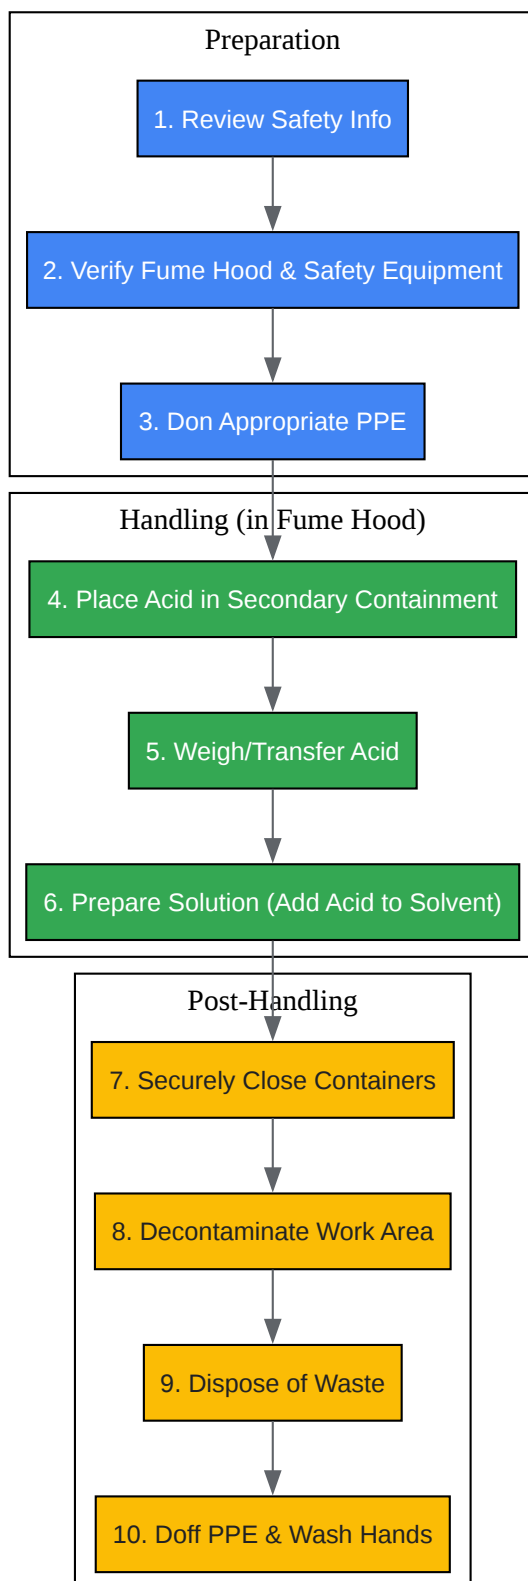 Preparation
1. Review Safety Info
2. Verify Fume Hood & Safety Equipment
3. Don Appropriate PPE
Handling (in Fume Hood)
4. Place Acid in Secondary Containment
5. Weigh/Transfer Acid
6. Prepare Solution (Add Acid to Solvent)
Post-Handling
7. Securely Close Containers
8. Decontaminate Work Area
9. Dispose of Waste
10. Doff PPE & Wash Hands